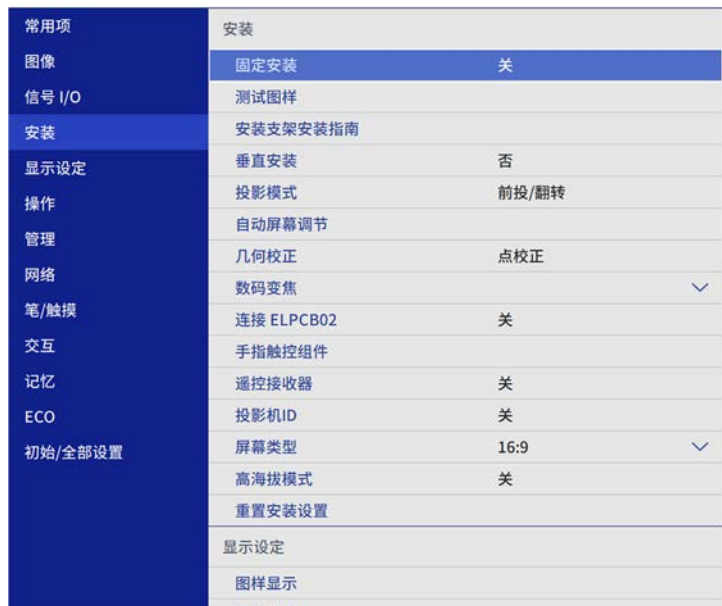 常用项
图像
信号 I/O
安装
显示设定
操作
管理
网络
笔/触摸
交互
记忆
ECO
初始/全部设置
安装
固定安装 关
测试图样
安装支架安装指南
垂直安装 否
投影模式 前投/翻转
自动屏幕调节
几何校正 点校正
数码变焦
连接 ELPCB02 关
手指触控组件
遥控接收器 关
投影机ID 关
屏幕类型 16:9
高海拔模式 关
重置安装设置
显示设定
图样显示